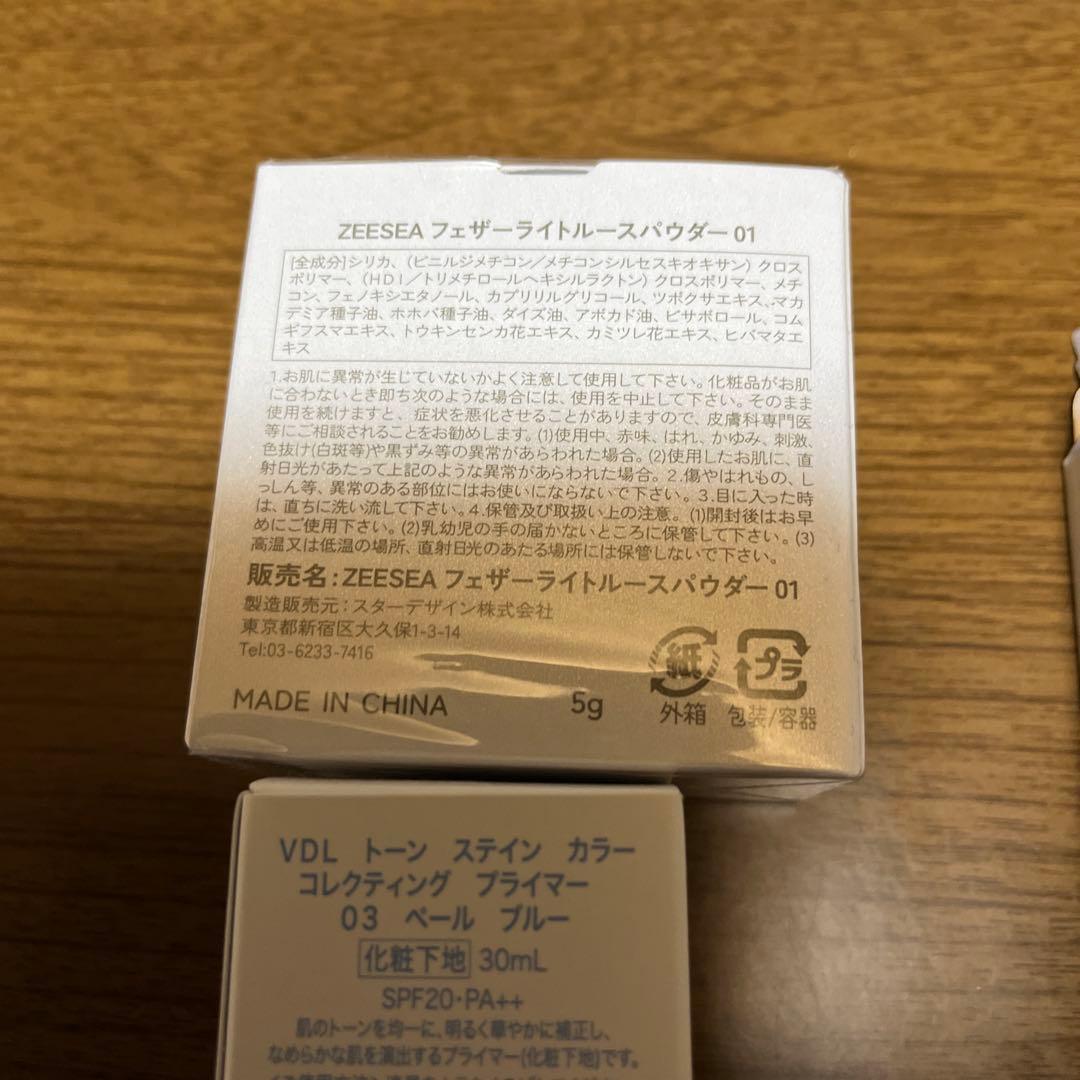 ZEESEA フェザーライトルースパウダー 01
[全成分]シリカ、(ビニルジメチコン/メチコンシルセスキオキサン) クロス
ポリマー、(HDI/トリメチロールヘキシルラクトン) クロスポリマー、メチ
コン、フェノキシエタノール、カプリリルグリコール、ツボクサエキス、マカ
デミア種子油、ホホバ種子油、ダイズ油、アボカド油、ビサボロール、コム
ギフスマエキス、トウキンセンカ花エキス、カミツレ花エキス、ヒバマタエ
キス
1.お肌に異常が生じていないかよく注意して使用して下さい。化粧品がお肌
に合わないとき即ち次のような場合には、使用を中止して下さい。そのまま
使用を続けますと、症状を悪化させることがありますので、皮膚科専門医
等にご相談されることをお勧めします。(1)使用中、赤味、はれ、かゆみ、刺激、
色抜け(白斑等)や黒ずみ等の異常があらわれた場合。(2)使用したお肌に、直
射日光があたって上記のような異常があらわれた場合。2.傷やはれもの、し
っしん等、異常のある部位にはお使いにならないで下さい。3.目に入った時
は、直ちに洗い流して下さい。4.保管及び取扱い上の注意。(1)開封後はお早
めにご使用下さい。(2)乳幼児の手の届かないところに保管して下さい。(3)
高温又は低温の場所、直射日光のあたる場所には保管しないで下さい。
販売名:ZEESEA フェザーライトルースパウダー 01
製造販売元:スターデザイン株式会社
東京都新宿区大久保1-3-14
Tel:03-6233-7416
MADE IN CHINA 5g
紙 プラ
外箱 包装/容器
VDL トーン ステイン カラー
コレクティング プライマー
03 ペール ブルー
化粧下地 30mL
SPF20・PA++
肌のトーンを均一に、明るく華やかに補正し、
なめらかな肌を演出するプライマー(化粧下地)です。